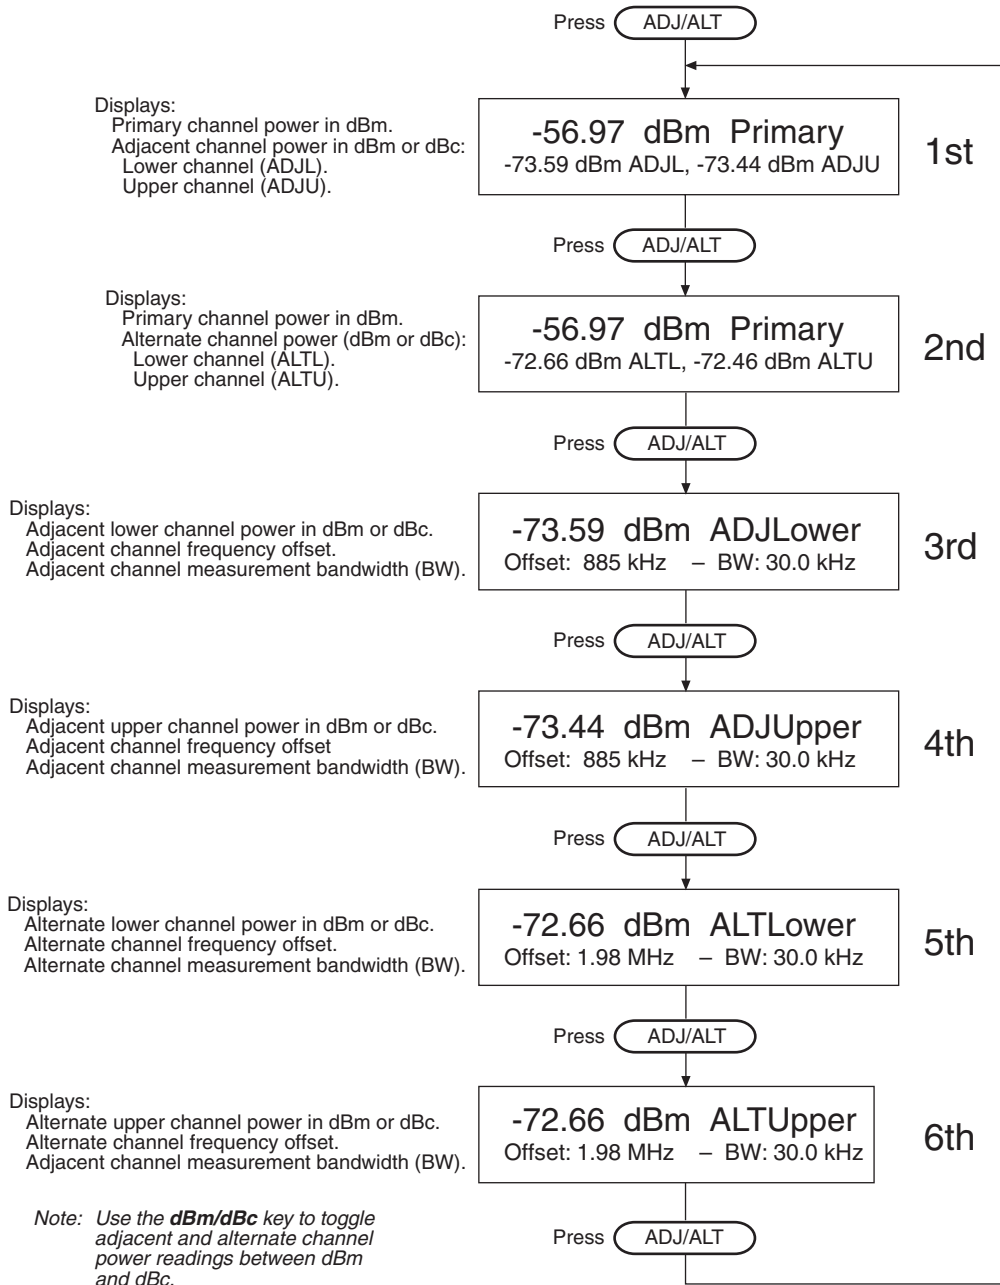 Press ADJ/ALT
Displays:
Primary channel power in dBm.
Adjacent channel power in dBm or dBc:
Lower channel (ADJL).
Upper channel (ADJU).
-56.97 dBm Primary
-73.59 dBm ADJL, -73.44 dBm ADJU
1st
Press ADJ/ALT
Displays:
Primary channel power in dBm.
Alternate channel power (dBm or dBc):
Lower channel (ALTL).
Upper channel (ALTU).
-56.97 dBm Primary
-72.66 dBm ALTL, -72.46 dBm ALTU
2nd
Press ADJ/ALT
Displays:
Adjacent lower channel power in dBm or dBc.
Adjacent channel frequency offset.
Adjacent channel measurement bandwidth (BW).
-73.59 dBm ADJLower
Offset: 885 kHz – BW: 30.0 kHz
3rd
Press ADJ/ALT
Displays:
Adjacent upper channel power in dBm or dBc.
Adjacent channel frequency offset
Adjacent channel measurement bandwidth (BW).
-73.44 dBm ADJUpper
Offset: 885 kHz – BW: 30.0 kHz
4th
Press ADJ/ALT
Displays:
Alternate lower channel power in dBm or dBc.
Alternate channel frequency offset.
Alternate channel measurement bandwidth (BW).
-72.66 dBm ALTLower
Offset: 1.98 MHz – BW: 30.0 kHz
5th
Press ADJ/ALT
Displays:
Alternate upper channel power in dBm or dBc.
Alternate channel frequency offset.
Adjacent channel measurement bandwidth (BW).
-72.66 dBm ALTUpper
Offset: 1.98 MHz – BW: 30.0 kHz
6th
Note: Use the dBm/dBc key to toggle
adjacent and alternate channel
power readings between dBm
and dBc.
Press ADJ/ALT